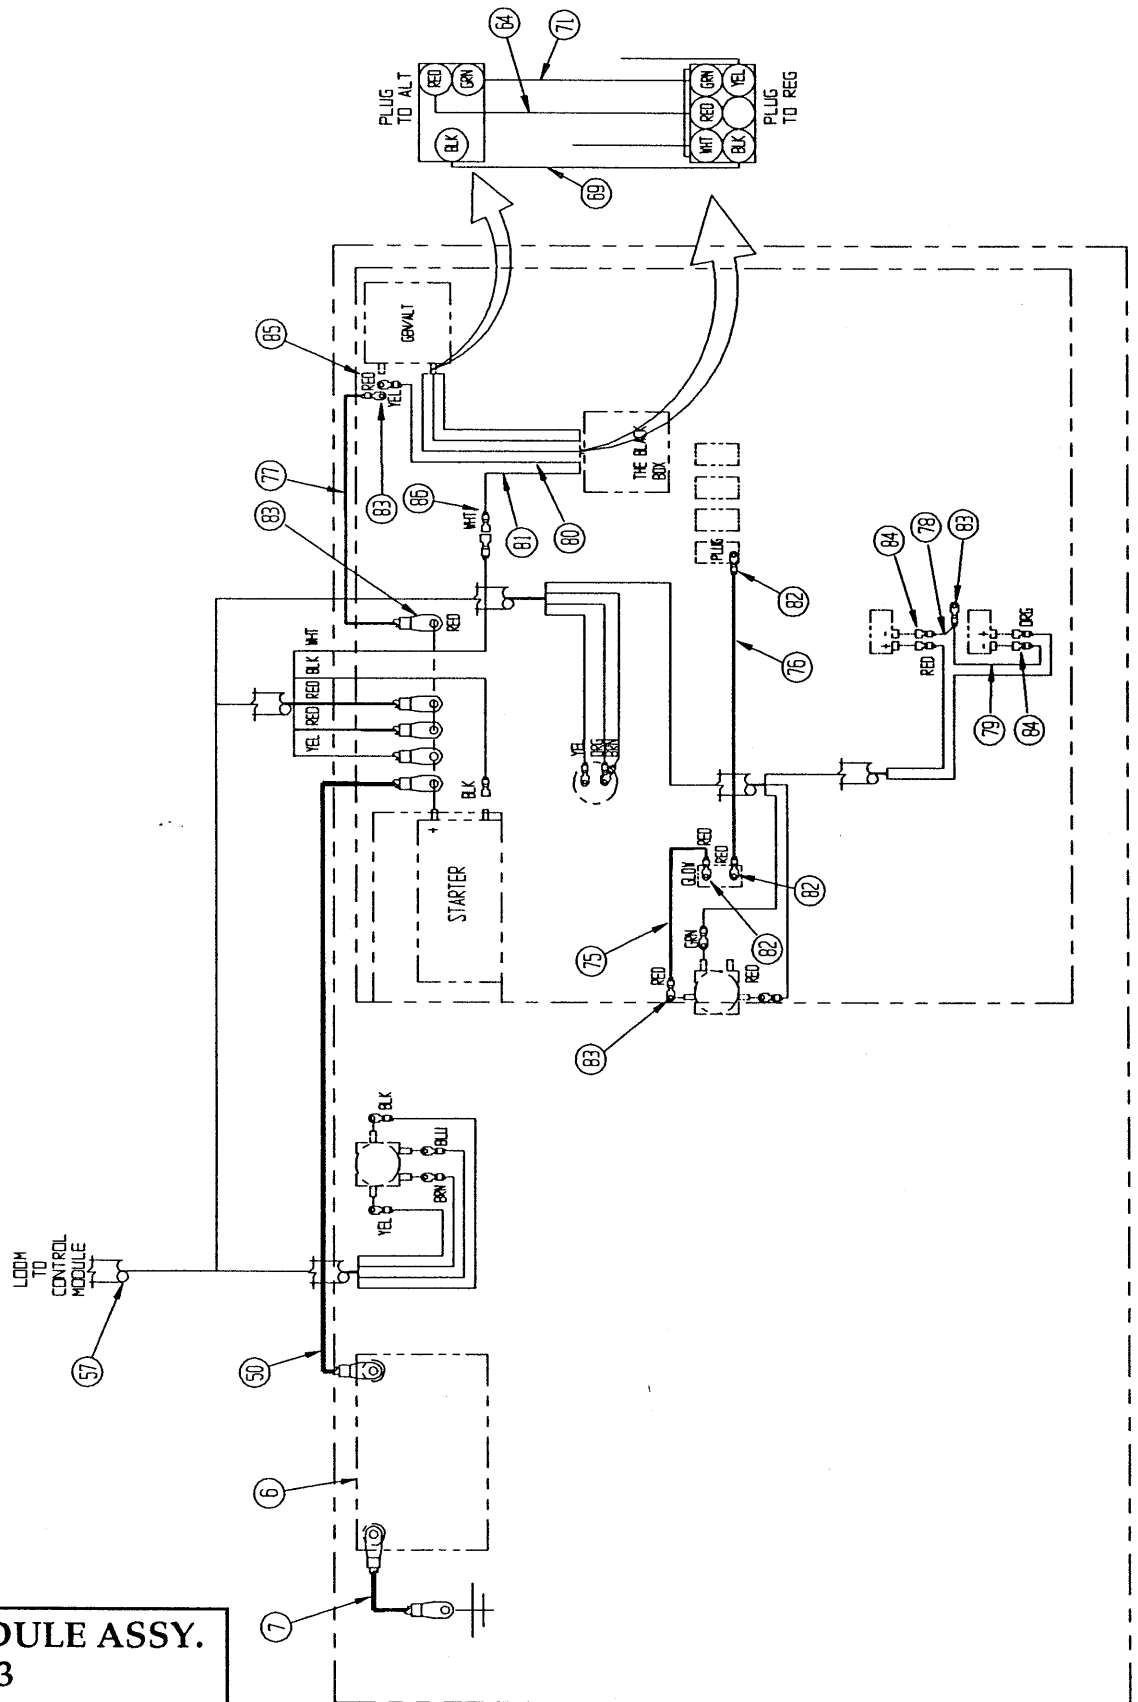 64
71
PLUG
TO ALT
RED
GRN
BLK
GRN
YEL
RED
WHT
BLK
PLUG
TO REG
69
GEN/ALT
85
RED
YEL
83
77
83
86
WHT
81
80
THE BLACK
BOX
RED
WHT
BLK
RED
RED
YEL
BLK
+
STARTER
PLUG
82
76
84
78
83
RED
+
-
+
-
ORG
79
84
YEL
ORG
BRN
GLOW
RED
RED
82
82
75
GRN
RED
RED
83
BLK
BLU
BRN
YEL
LOOM
TO
CONTROL
MODULE
57
50
6
7
DULE ASSY.
3